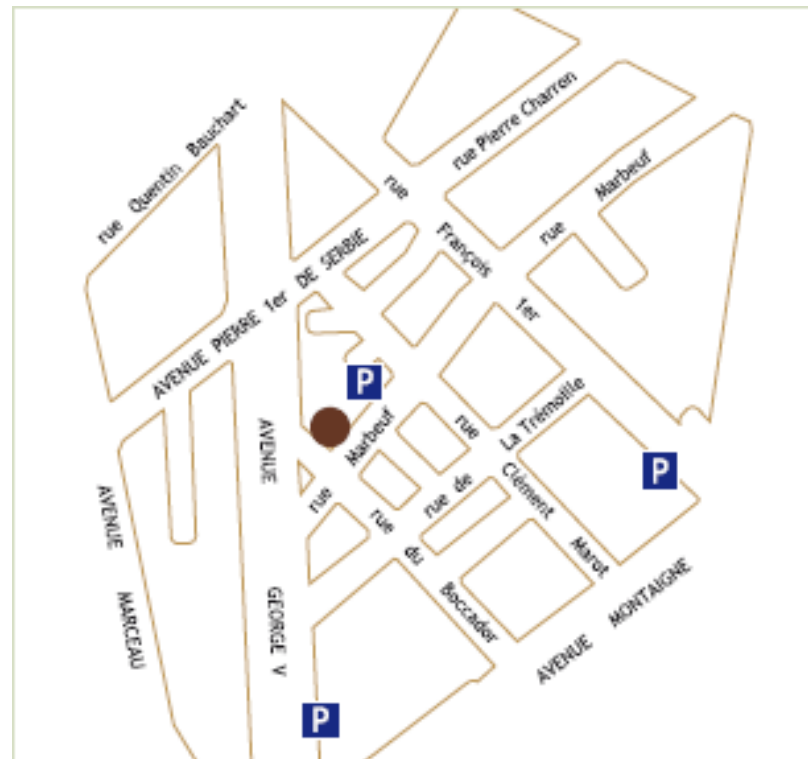 rue Pierre Charron
rue Quentin Bauchart
rue François 1er
rue Marbeuf
AVENUE PIERRE 1er DE SERBIE
P
rue Marbeuf
AVENUE GEORGE V
rue de La Trémoille
rue Clément Marot
P
AVENUE MARCEAU
rue du Boccador
AVENUE MONTAIGNE
P